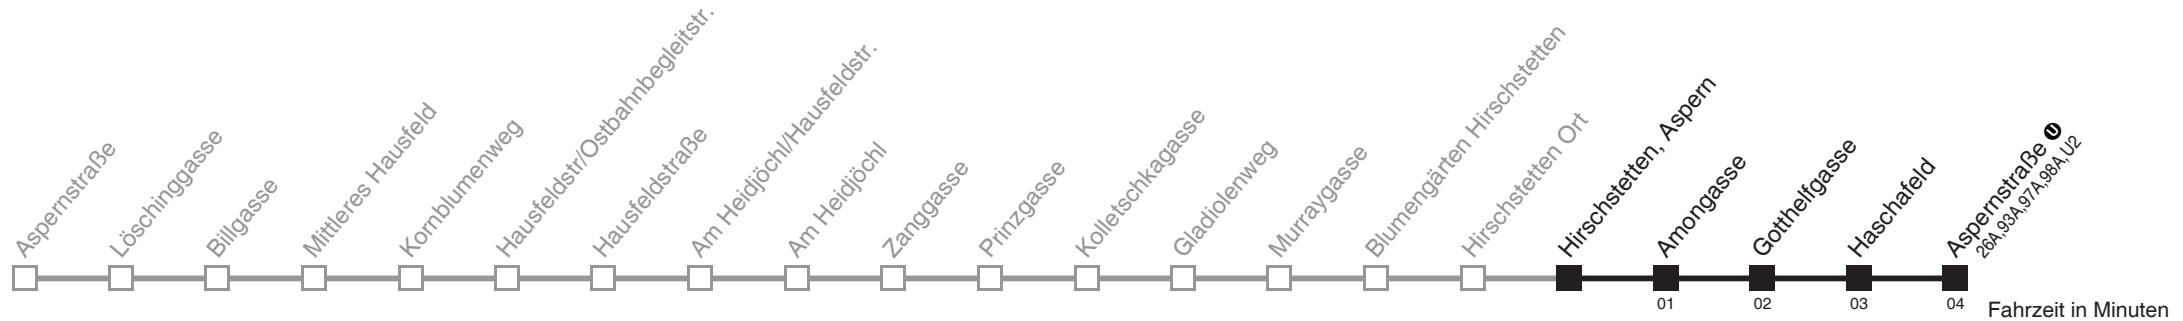 Aspernstraße
Löschinggasse
Billgasse
Mittleres Hausfeld
Kornblumenweg
Hausfeldstr/Ostbahnbegleitstr.
Hausfeldstraße
Am Heidjöchl/Hausfeldstr.
Am Heidjöchl
Zanggasse
Prinzgasse
Kolletschkagasse
Gladiolenweg
Murraygasse
Blumengärten Hirschstetten
Hirschstetten Ort
Hirschstetten, Aspern
Amongasse
Gotthelfgasse
Haschafeld
Aspernstraße U
26A,93A,97A,98A,U2
01 02 03 04
Fahrzeit in Minuten